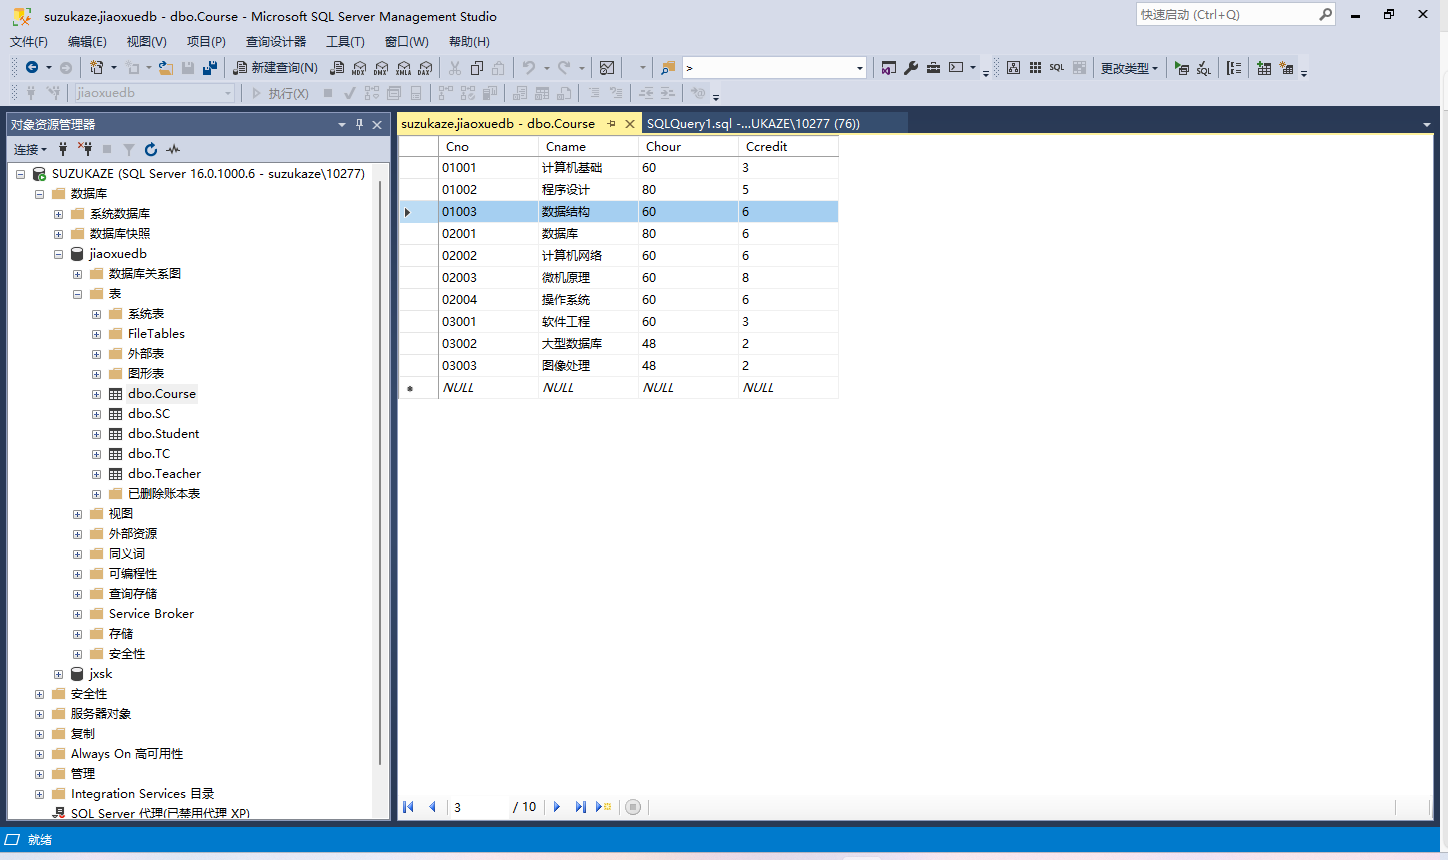 suzukaze.jiaoxuedb - dbo.Course - Microsoft SQL Server Management Studio
快速启动 (Ctrl+Q)
文件(F) 编辑(E) 视图(V) 项目(P) 查询设计器 工具(T) 窗口(W) 帮助(H)
新建查询(N) MDX DMX XMLA DAX > SQL 更改类型 SQL
jiaoxuedb 执行(X)
对象资源管理器
suzukaze.jiaoxuedb - dbo.Course
SQLQuery1.sql -...UKAZE\10277 (76))
连接
SUZUKAZE (SQL Server 16.0.1000.6 - suzukaze\10277)
数据库
系统数据库
数据库快照
jiaoxuedb
数据库关系图
表
系统表
FileTables
外部表
图形表
dbo.Course
dbo.SC
dbo.Student
dbo.TC
dbo.Teacher
已删除账本表
视图
外部资源
同义词
可编程性
查询存储
Service Broker
存储
安全性
jxsk
安全性
服务器对象
复制
Always On 高可用性
管理
Integration Services 目录
SQL Server 代理(已禁用代理 XP)
Cno Cname Chour Ccredit
01001 计算机基础 60 3
01002 程序设计 80 5
01003 数据结构 60 6
02001 数据库 80 6
02002 计算机网络 60 6
02003 微机原理 60 8
02004 操作系统 60 6
03001 软件工程 60 3
03002 大型数据库 48 2
03003 图像处理 48 2
NULL NULL NULL NULL
3 / 10
就绪